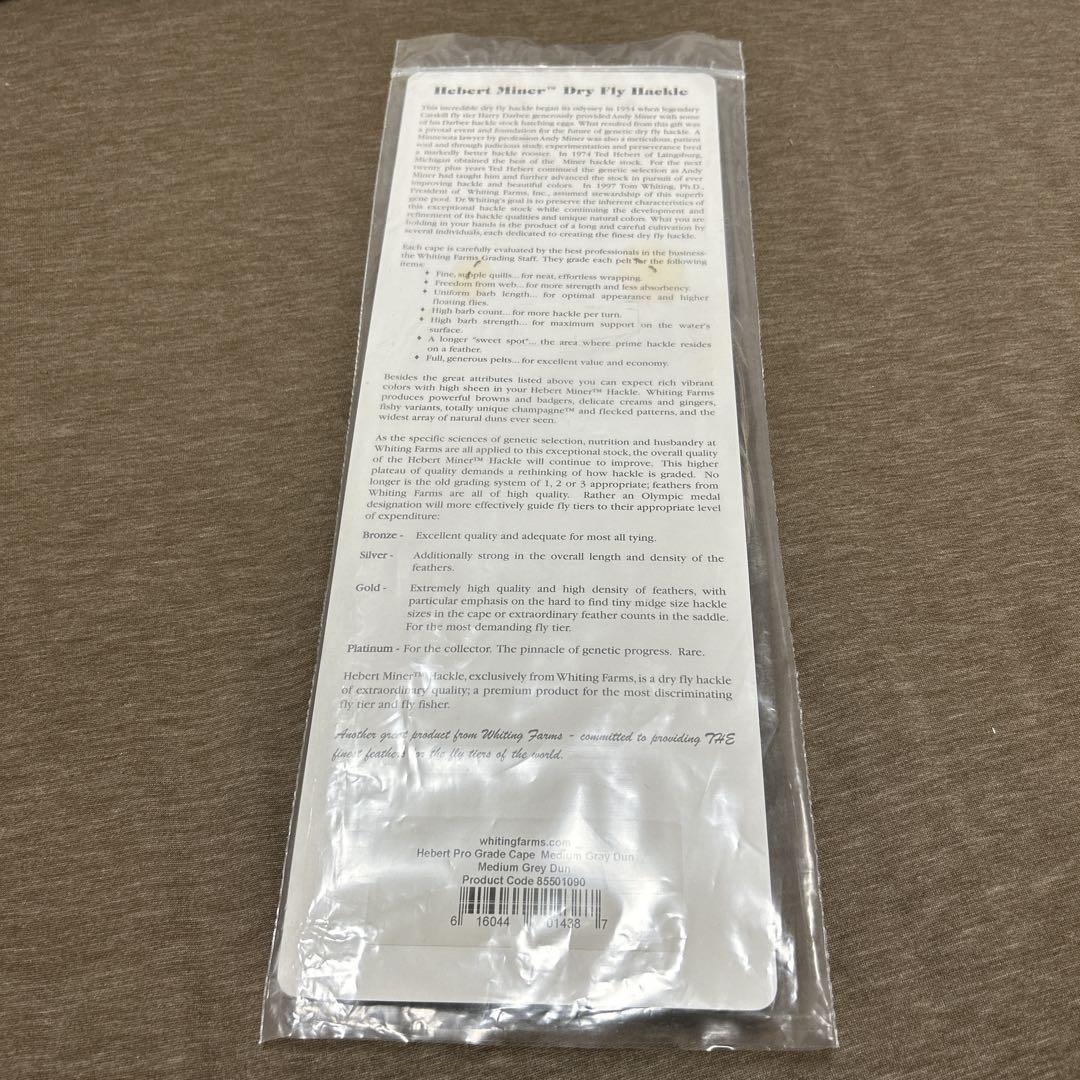 Hebert Miner™ Dry Fly Hackle
This incredible dry fly hackle began its odyssey in 1954 when legendary
Catskill fly tier Harry Darbee generously provided Andy Miner with some
of his Darbee hackle stock hatching eggs. What resulted from this gift was
a pivotal event and foundation for the future of genetic dry fly hackle. A
Minnesota lawyer by profession Andy Miner was also a meticulous, patient
soul and through judicious study, experimentation and perseverance bred
a markedly better hackle rooster. In 1974 Ted Hebert of Laingsburg,
Michigan obtained the best of the Miner hackle stock. For the next
twenty plus years Ted Hebert continued the genetic selection as Andy
Miner had taught him and further advanced the stock in pursuit of ever
improving hackle and beautiful colors. In 1997 Tom Whiting, Ph.D.,
President of Whiting Farms, Inc., assumed stewardship of this superb
gene pool. Dr. Whiting's goal is to preserve the inherent characteristics of
this exceptional hackle stock while continuing the development and
refinement of its hackle qualities and unique natural colors. What you are
holding in your hands is the product of a long and careful cultivation by
several individuals, each dedicated to creating the finest dry fly hackle.
Each cape is carefully evaluated by the best professionals in the business-
the Whiting Farms Grading Staff. They grade each pelt for the following
items:
✦ Fine, supple quills... for neat, effortless wrapping.
✦ Freedom from web... for more strength and less absorbency.
✦ Uniform barb length... for optimal appearance and higher
floating flies.
✦ High barb count... for more hackle per turn.
✦ High barb strength... for maximum support on the water's
surface.
✦ A longer "sweet spot"... the area where prime hackle resides
on a feather.
✦ Full, generous pelts... for excellent value and economy.
Besides the great attributes listed above you can expect rich vibrant
colors with high sheen in your Hebert Miner™ Hackle. Whiting Farms
produces powerful browns and badgers, delicate creams and gingers,
fishy variants, totally unique champagne™ and flecked patterns, and the
widest array of natural duns ever seen.
As the specific sciences of genetic selection, nutrition and husbandry at
Whiting Farms are all applied to this exceptional stock, the overall quality
of the Hebert Miner™ Hackle will continue to improve. This higher
plateau of quality demands a rethinking of how hackle is graded. No
longer is the old grading system of 1, 2 or 3 appropriate; feathers from
Whiting Farms are all of high quality. Rather an Olympic medal
designation will more effectively guide fly tiers to their appropriate level
of expenditure:
Bronze - Excellent quality and adequate for most all tying.
Silver - Additionally strong in the overall length and density of the
feathers.
Gold - Extremely high quality and high density of feathers, with
particular emphasis on the hard to find tiny midge size hackle
sizes in the cape or extraordinary feather counts in the saddle.
For the most demanding fly tier.
Platinum - For the collector. The pinnacle of genetic progress. Rare.
Hebert Miner™ Hackle, exclusively from Whiting Farms, is a dry fly hackle
of extraordinary quality; a premium product for the most discriminating
fly tier and fly fisher.
Another great product from Whiting Farms - committed to providing THE
finest feathers for the fly tiers of the world.
whitingfarms.com
Hebert Pro Grade Cape Medium Gray Dun
Medium Grey Dun
Product Code 85501090
6 16044 01438 7